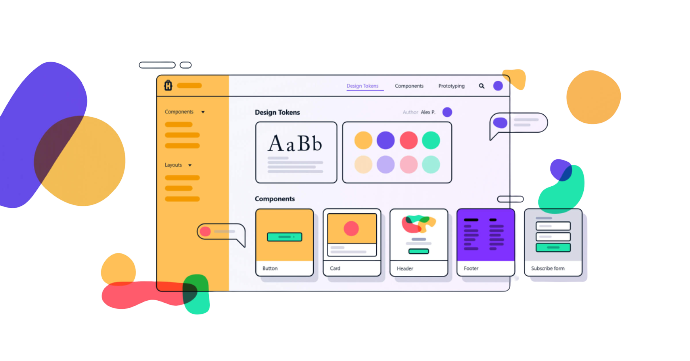 Design Tokens Components Prototyping
Components
Design Tokens
Author Alex P.
AaBb
Layouts
Components
Button
Card
Header
Footer
Subscribe form